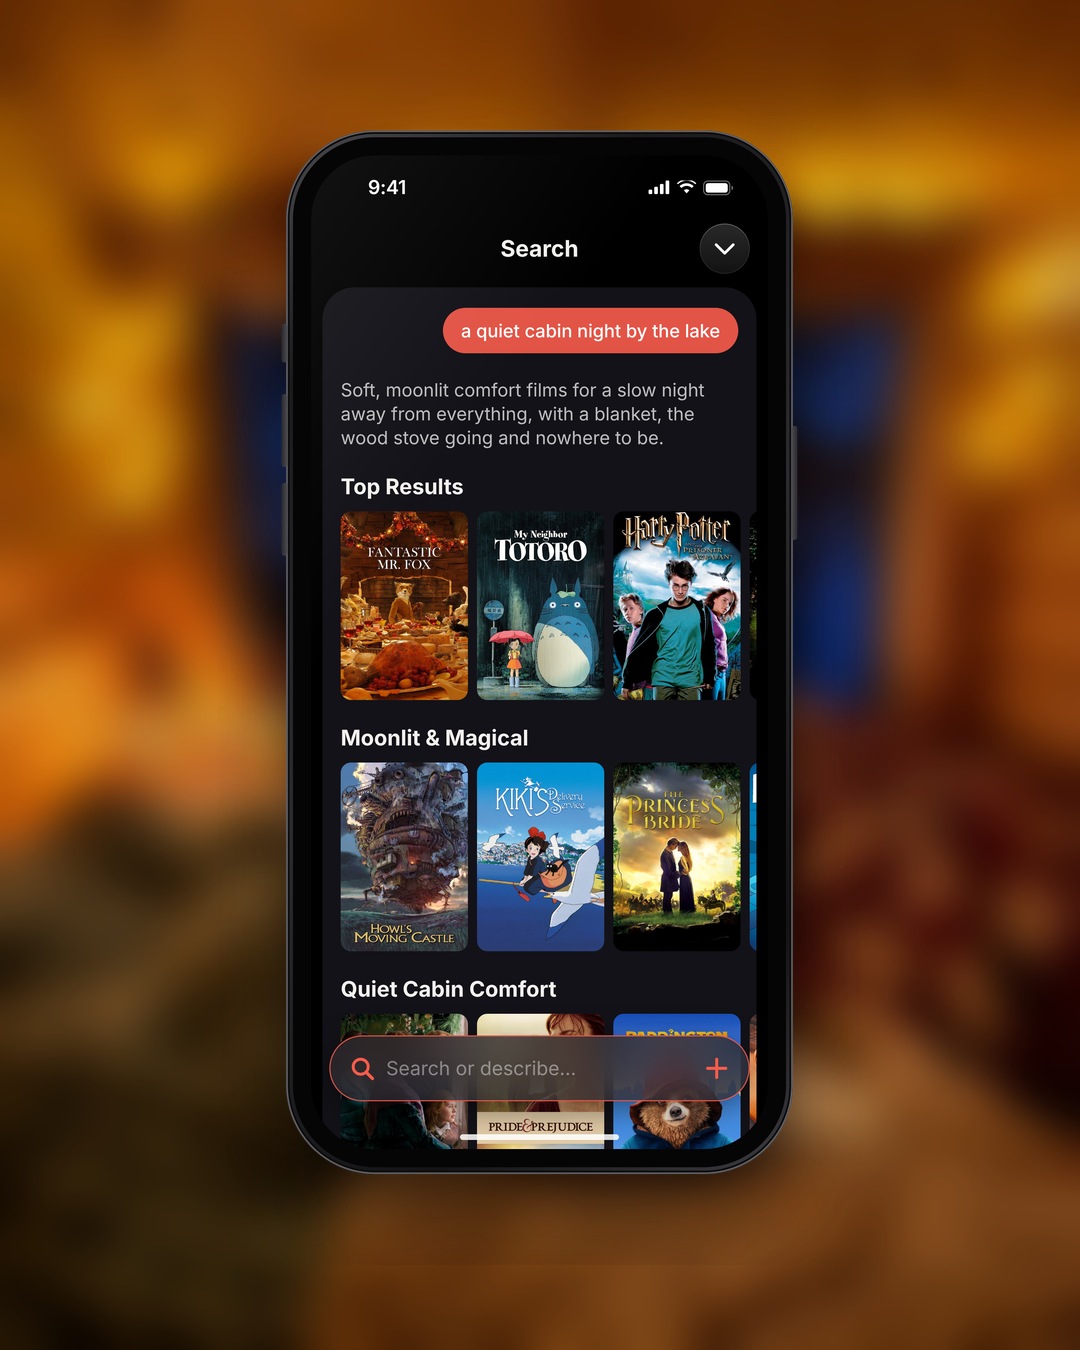 9:41
Search
a quiet cabin night by the lake
Soft, moonlit comfort films for a slow night
away from everything, with a blanket, the
wood stove going and nowhere to be.
Top Results
FANTASTIC
MR. FOX
My Neighbor
TOTORO
Harry Potter
PRISONER
AZKABAN
Moonlit & Magical
HOWL'S
MOVING CASTLE
KIKI'S Delivery
Service
THE
PRINCESS
BRIDE
Quiet Cabin Comfort
PADDINGTON
Search or describe...
PRIDE & PREJUDICE